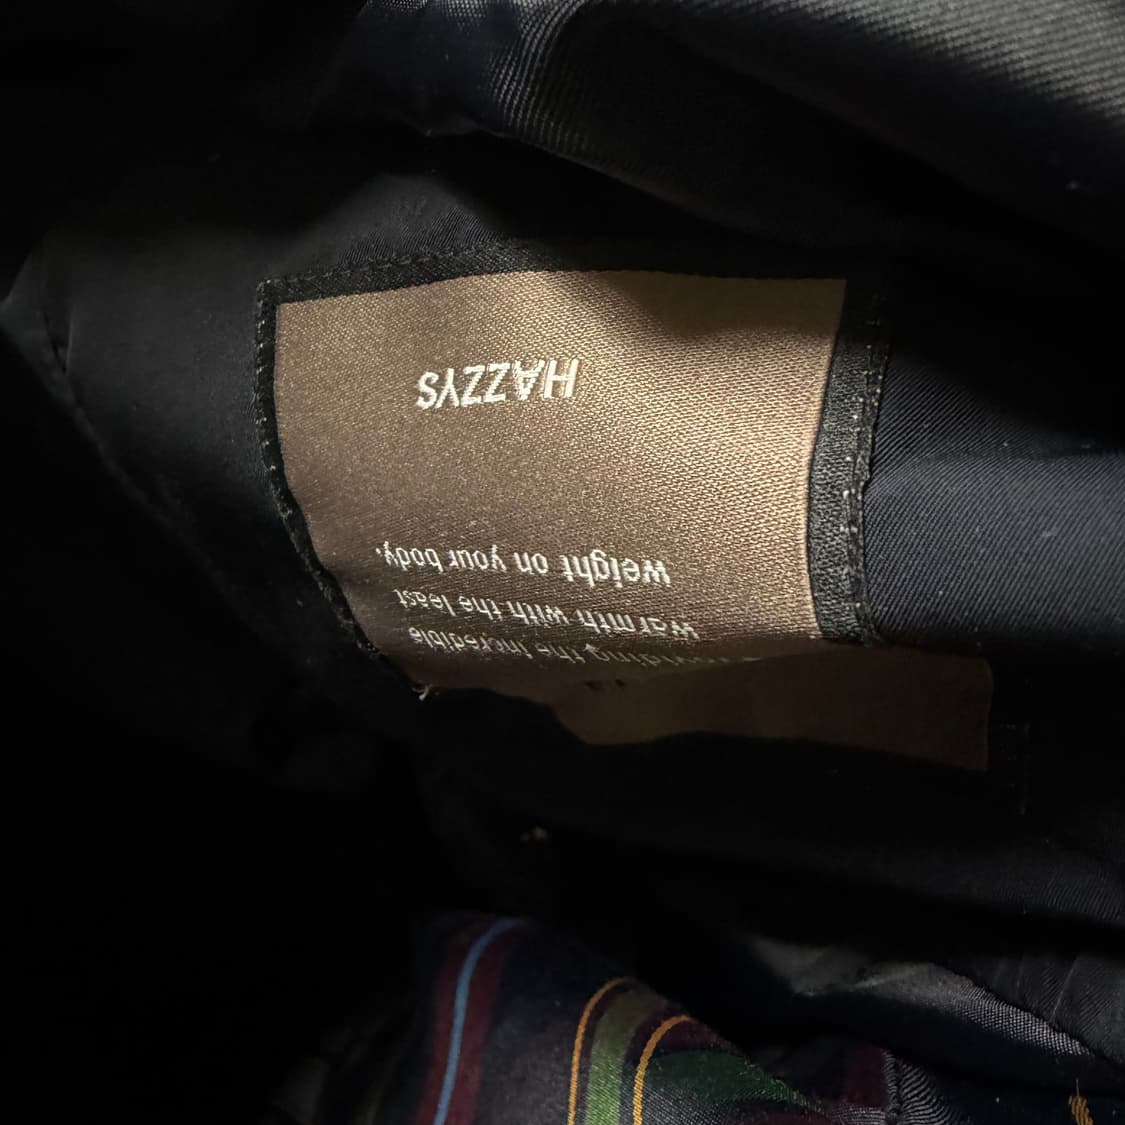 the incredible
warmth with the least
weight on your body.
HAZZYS